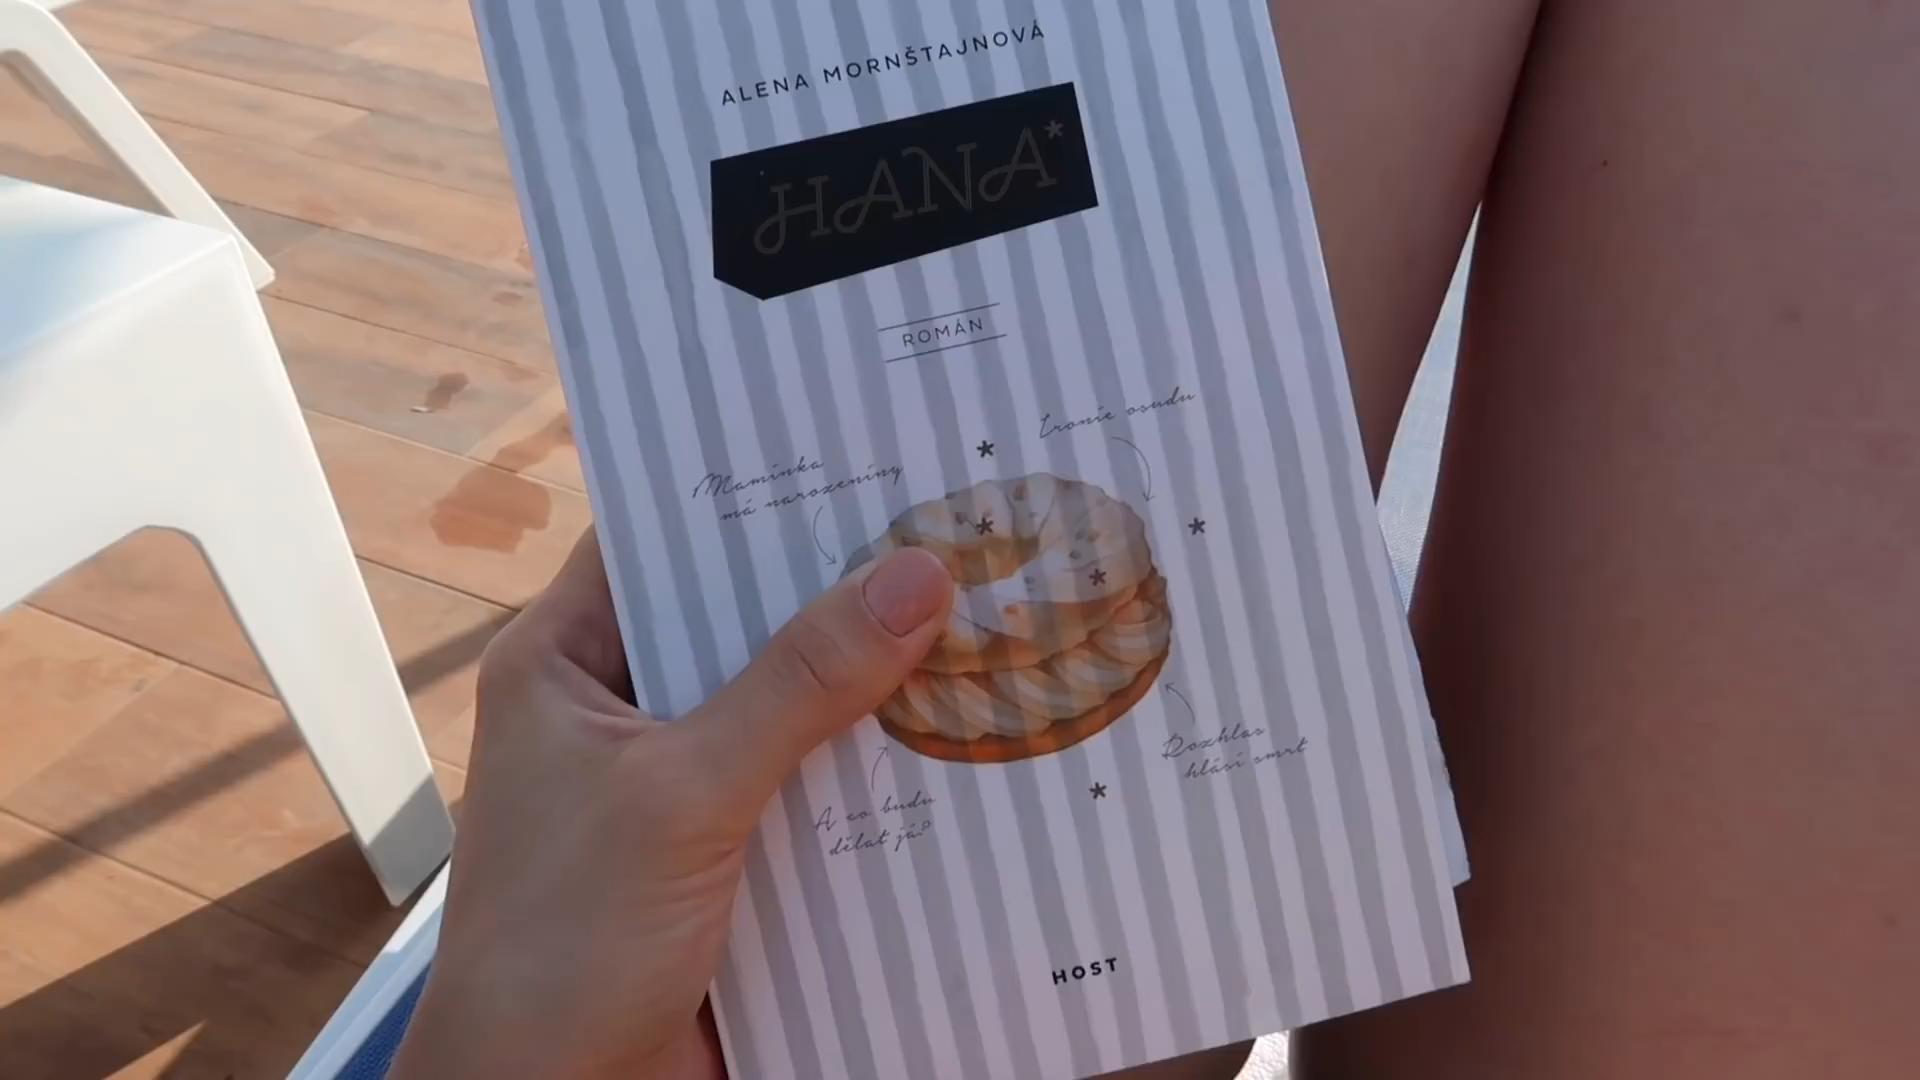 ALENA MORNŠTAJNOVÁ
HANA*
ROMÁN
Ironie osudu
Maminka
má narozeniny
Rozhlas
hlásí smrt
A co budu
dělat já?
HOST